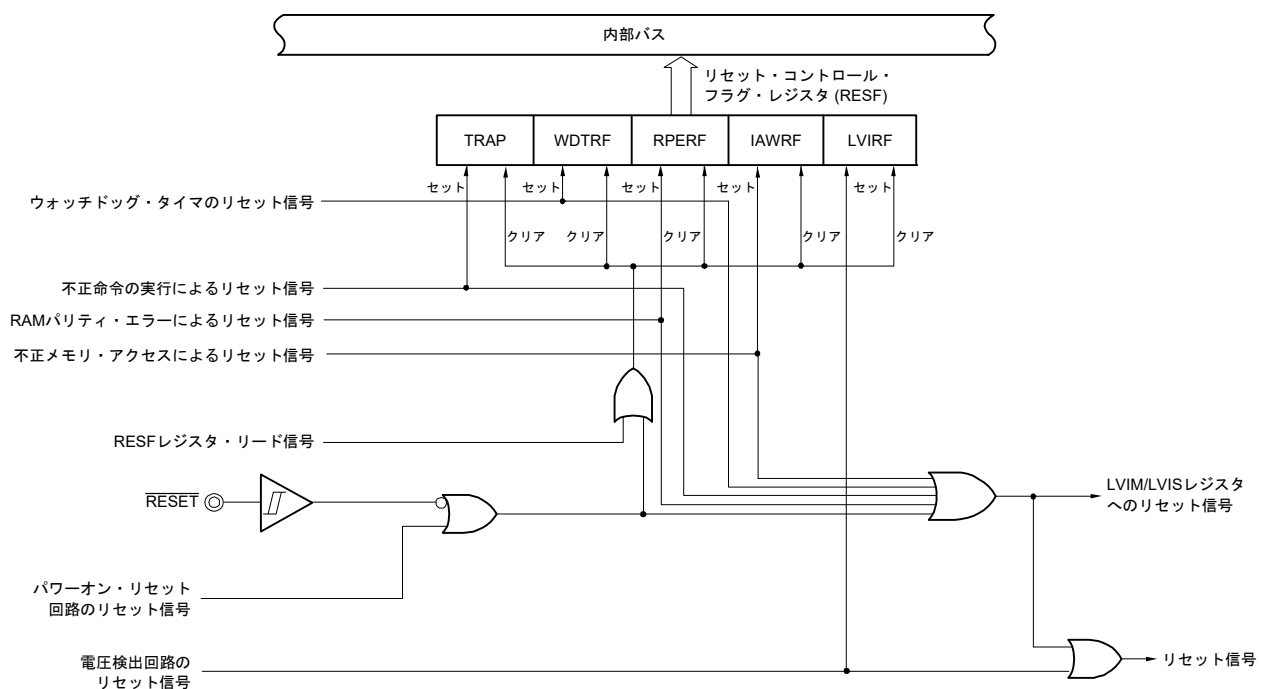 内部バス
リセット・コントロール・
フラグ・レジスタ (RESF)
TRAP
WDTRF
RPERF
IAWRF
LVIRF
セット
セット
セット
セット
セット
ウォッチドッグ・タイマのリセット信号
クリア
クリア
クリア
クリア
クリア
不正命令の実行によるリセット信号
RAMパリティ・エラーによるリセット信号
不正メモリ・アクセスによるリセット信号
RESFレジスタ・リード信号
RESET
LVIM/LVISレジスタ
へのリセット信号
パワーオン・リセット
回路のリセット信号
電圧検出回路の
リセット信号
リセット信号